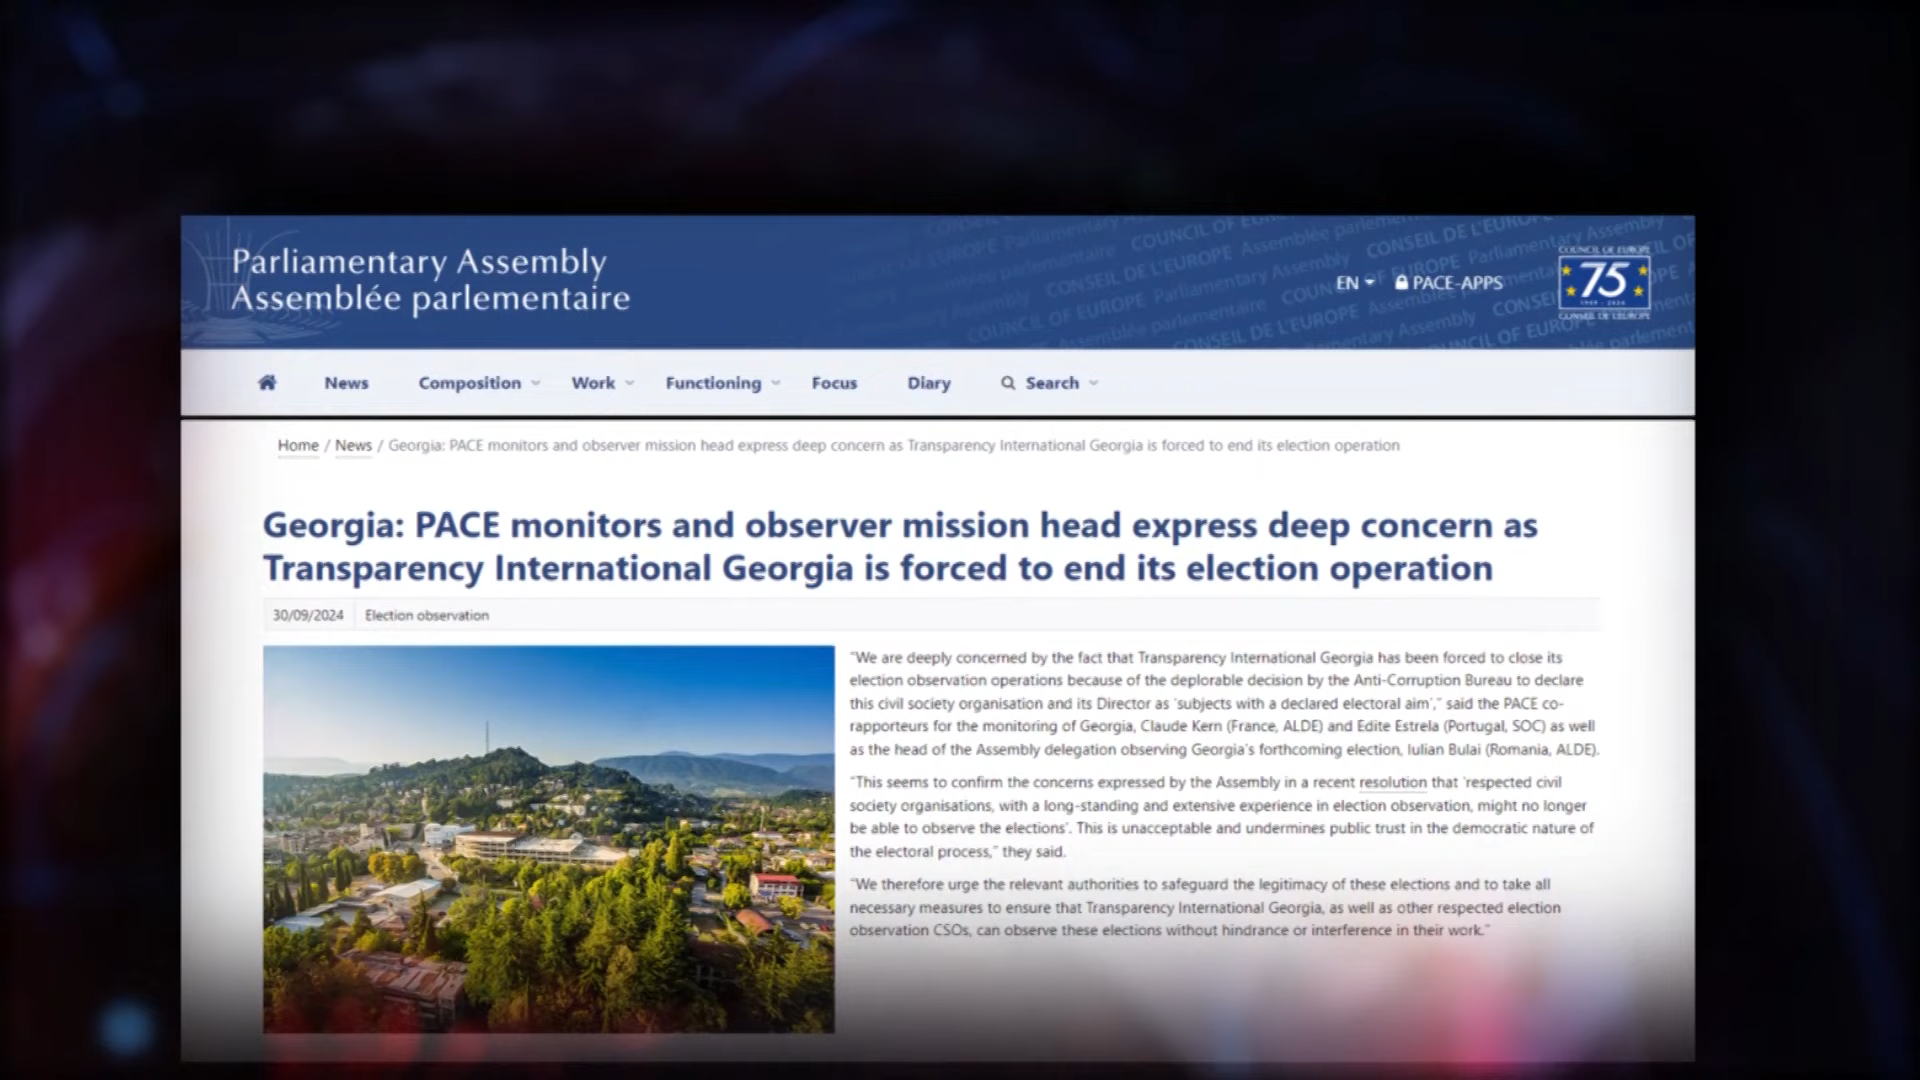 Parliamentary Assembly
Assemblée parlementaire
EN
PACE-APPS
COUNCIL OF EUROPE
75
1949 - 2024
CONSEIL DE L'EUROPE
News
Composition
Work
Functioning
Focus
Diary
Search
Home / News / Georgia: PACE monitors and observer mission head express deep concern as Transparency International Georgia is forced to end its election operation
Georgia: PACE monitors and observer mission head express deep concern as
Transparency International Georgia is forced to end its election operation
30/09/2024
Election observation
"We are deeply concerned by the fact that Transparency International Georgia has been forced to close its
election observation operations because of the deplorable decision by the Anti-Corruption Bureau to declare
this civil society organisation and its Director as 'subjects with a declared electoral aim'," said the PACE co-
rapporteurs for the monitoring of Georgia, Claude Kern (France, ALDE) and Edite Estrela (Portugal, SOC) as well
as the head of the Assembly delegation observing Georgia's forthcoming election, Iulian Bulai (Romania, ALDE).
"This seems to confirm the concerns expressed by the Assembly in a recent resolution that 'respected civil
society organisations, with a long-standing and extensive experience in election observation, might no longer
be able to observe the elections'. This is unacceptable and undermines public trust in the democratic nature of
the electoral process," they said.
"We therefore urge the relevant authorities to safeguard the legitimacy of these elections and to take all
necessary measures to ensure that Transparency International Georgia, as well as other respected election
observation CSOs, can observe these elections without hindrance or interference in their work."